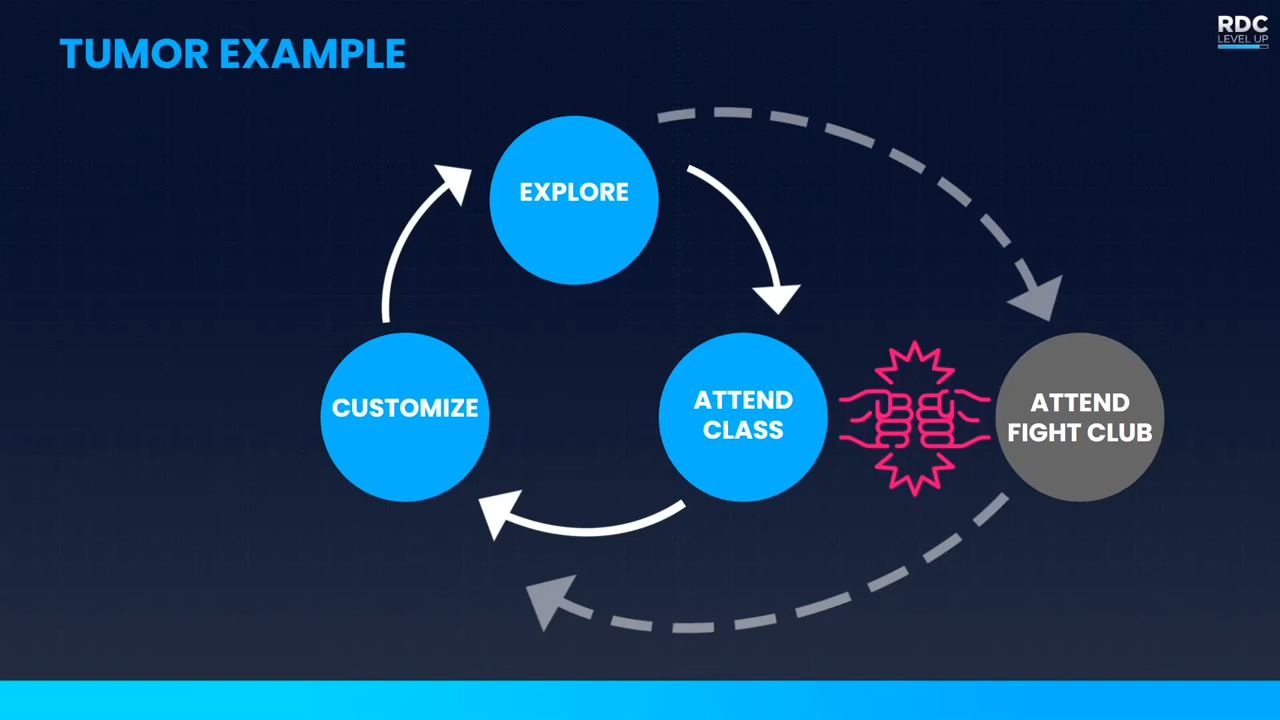 TUMOR EXAMPLE
RDC
LEVEL UP
EXPLORE
CUSTOMIZE
ATTEND
CLASS
ATTEND
FIGHT CLUB